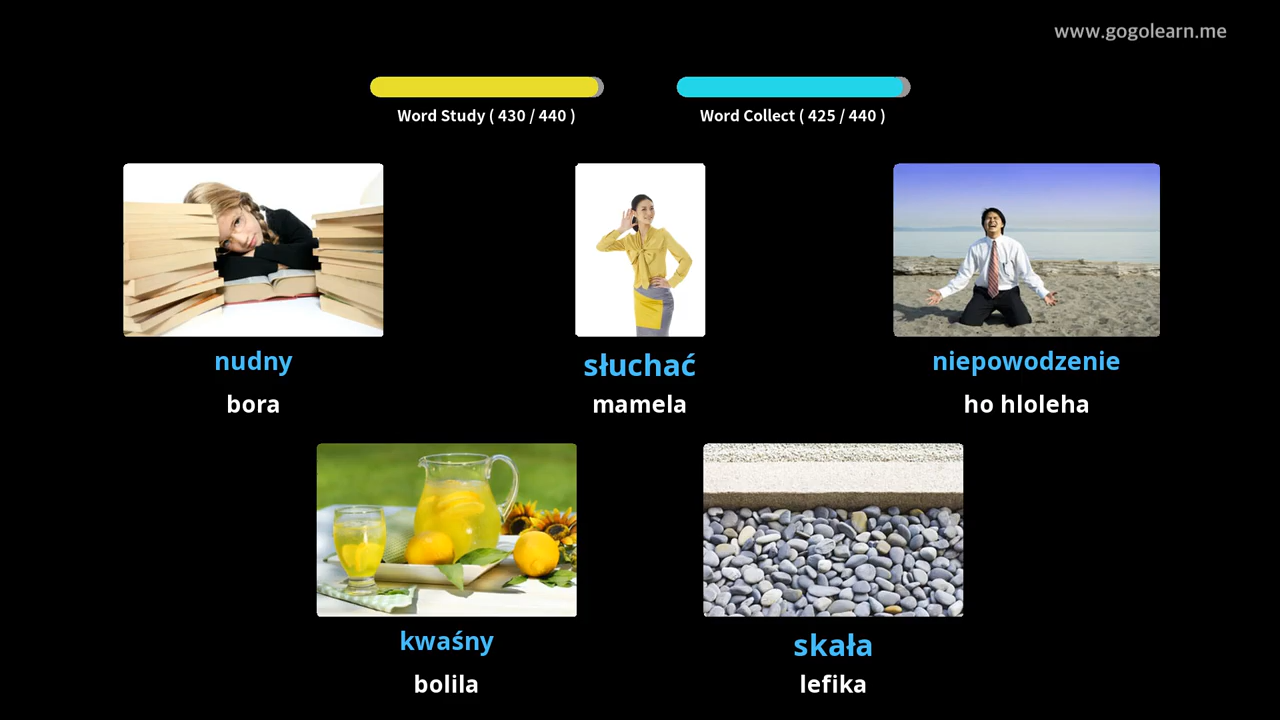 www.gogolearn.me
Word Study ( 430 / 440 )
Word Collect ( 425 / 440 )
nudny
bora
słuchać
mamela
niepowodzenie
ho hloleha
kwaśny
bolila
skała
lefika